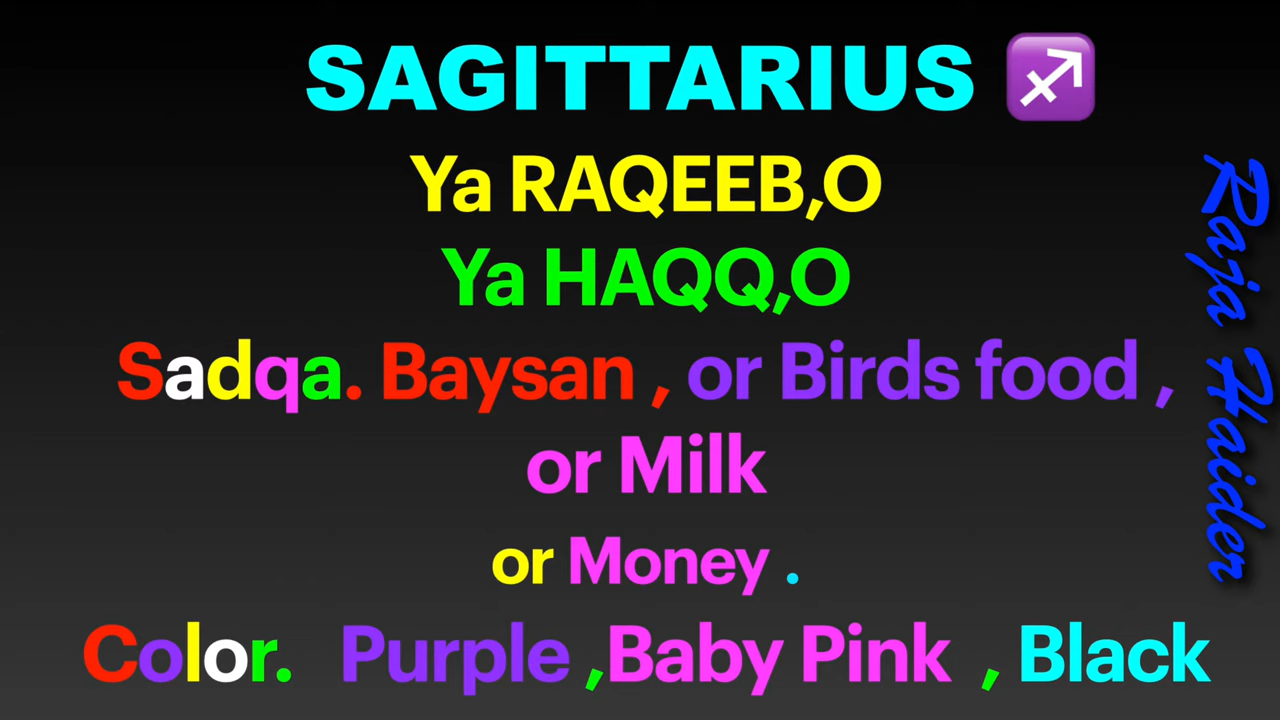 SAGITTARIUS ♐
Ya RAQEEB,O
Ya HAQQ,O
Sadqa. Baysan , or Birds food ,
or Milk
or Money .
Color. Purple ,Baby Pink , Black
Raja Haider